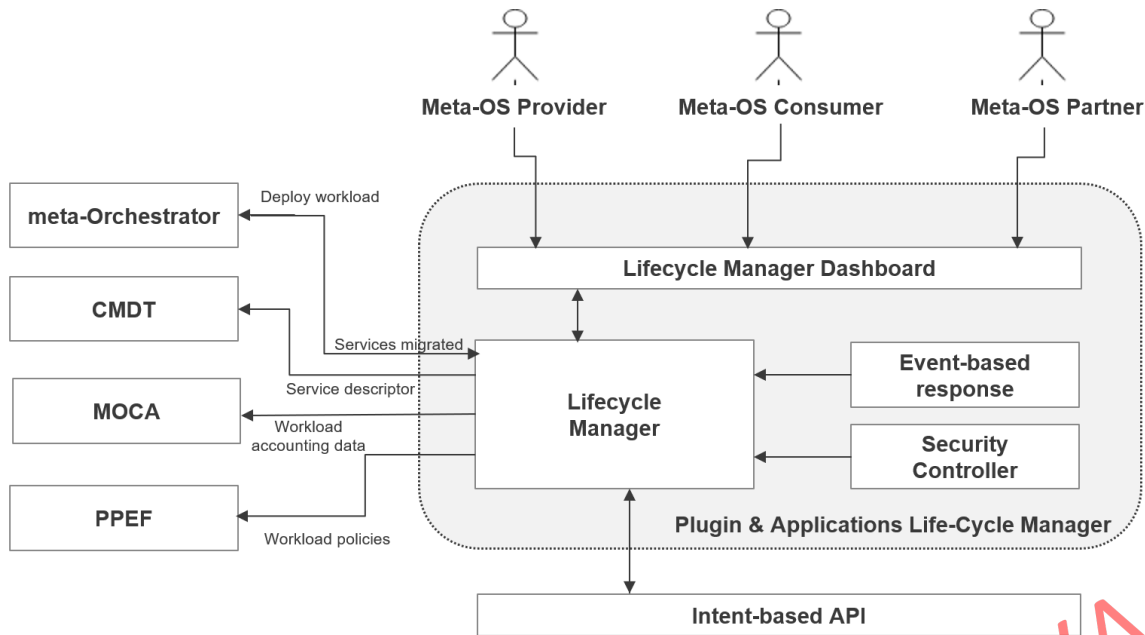 Meta-OS Provider
Meta-OS Consumer
Meta-OS Partner
Deploy workload
meta-Orchestrator
Lifecycle Manager Dashboard
CMDT
Services migrated
Event-based
response
Service descriptor
Lifecycle
Manager
MOCA
Workload
accounting data
Security
Controller
PPEF
Workload policies
Plugin & Applications Life-Cycle Manager
Intent-based API